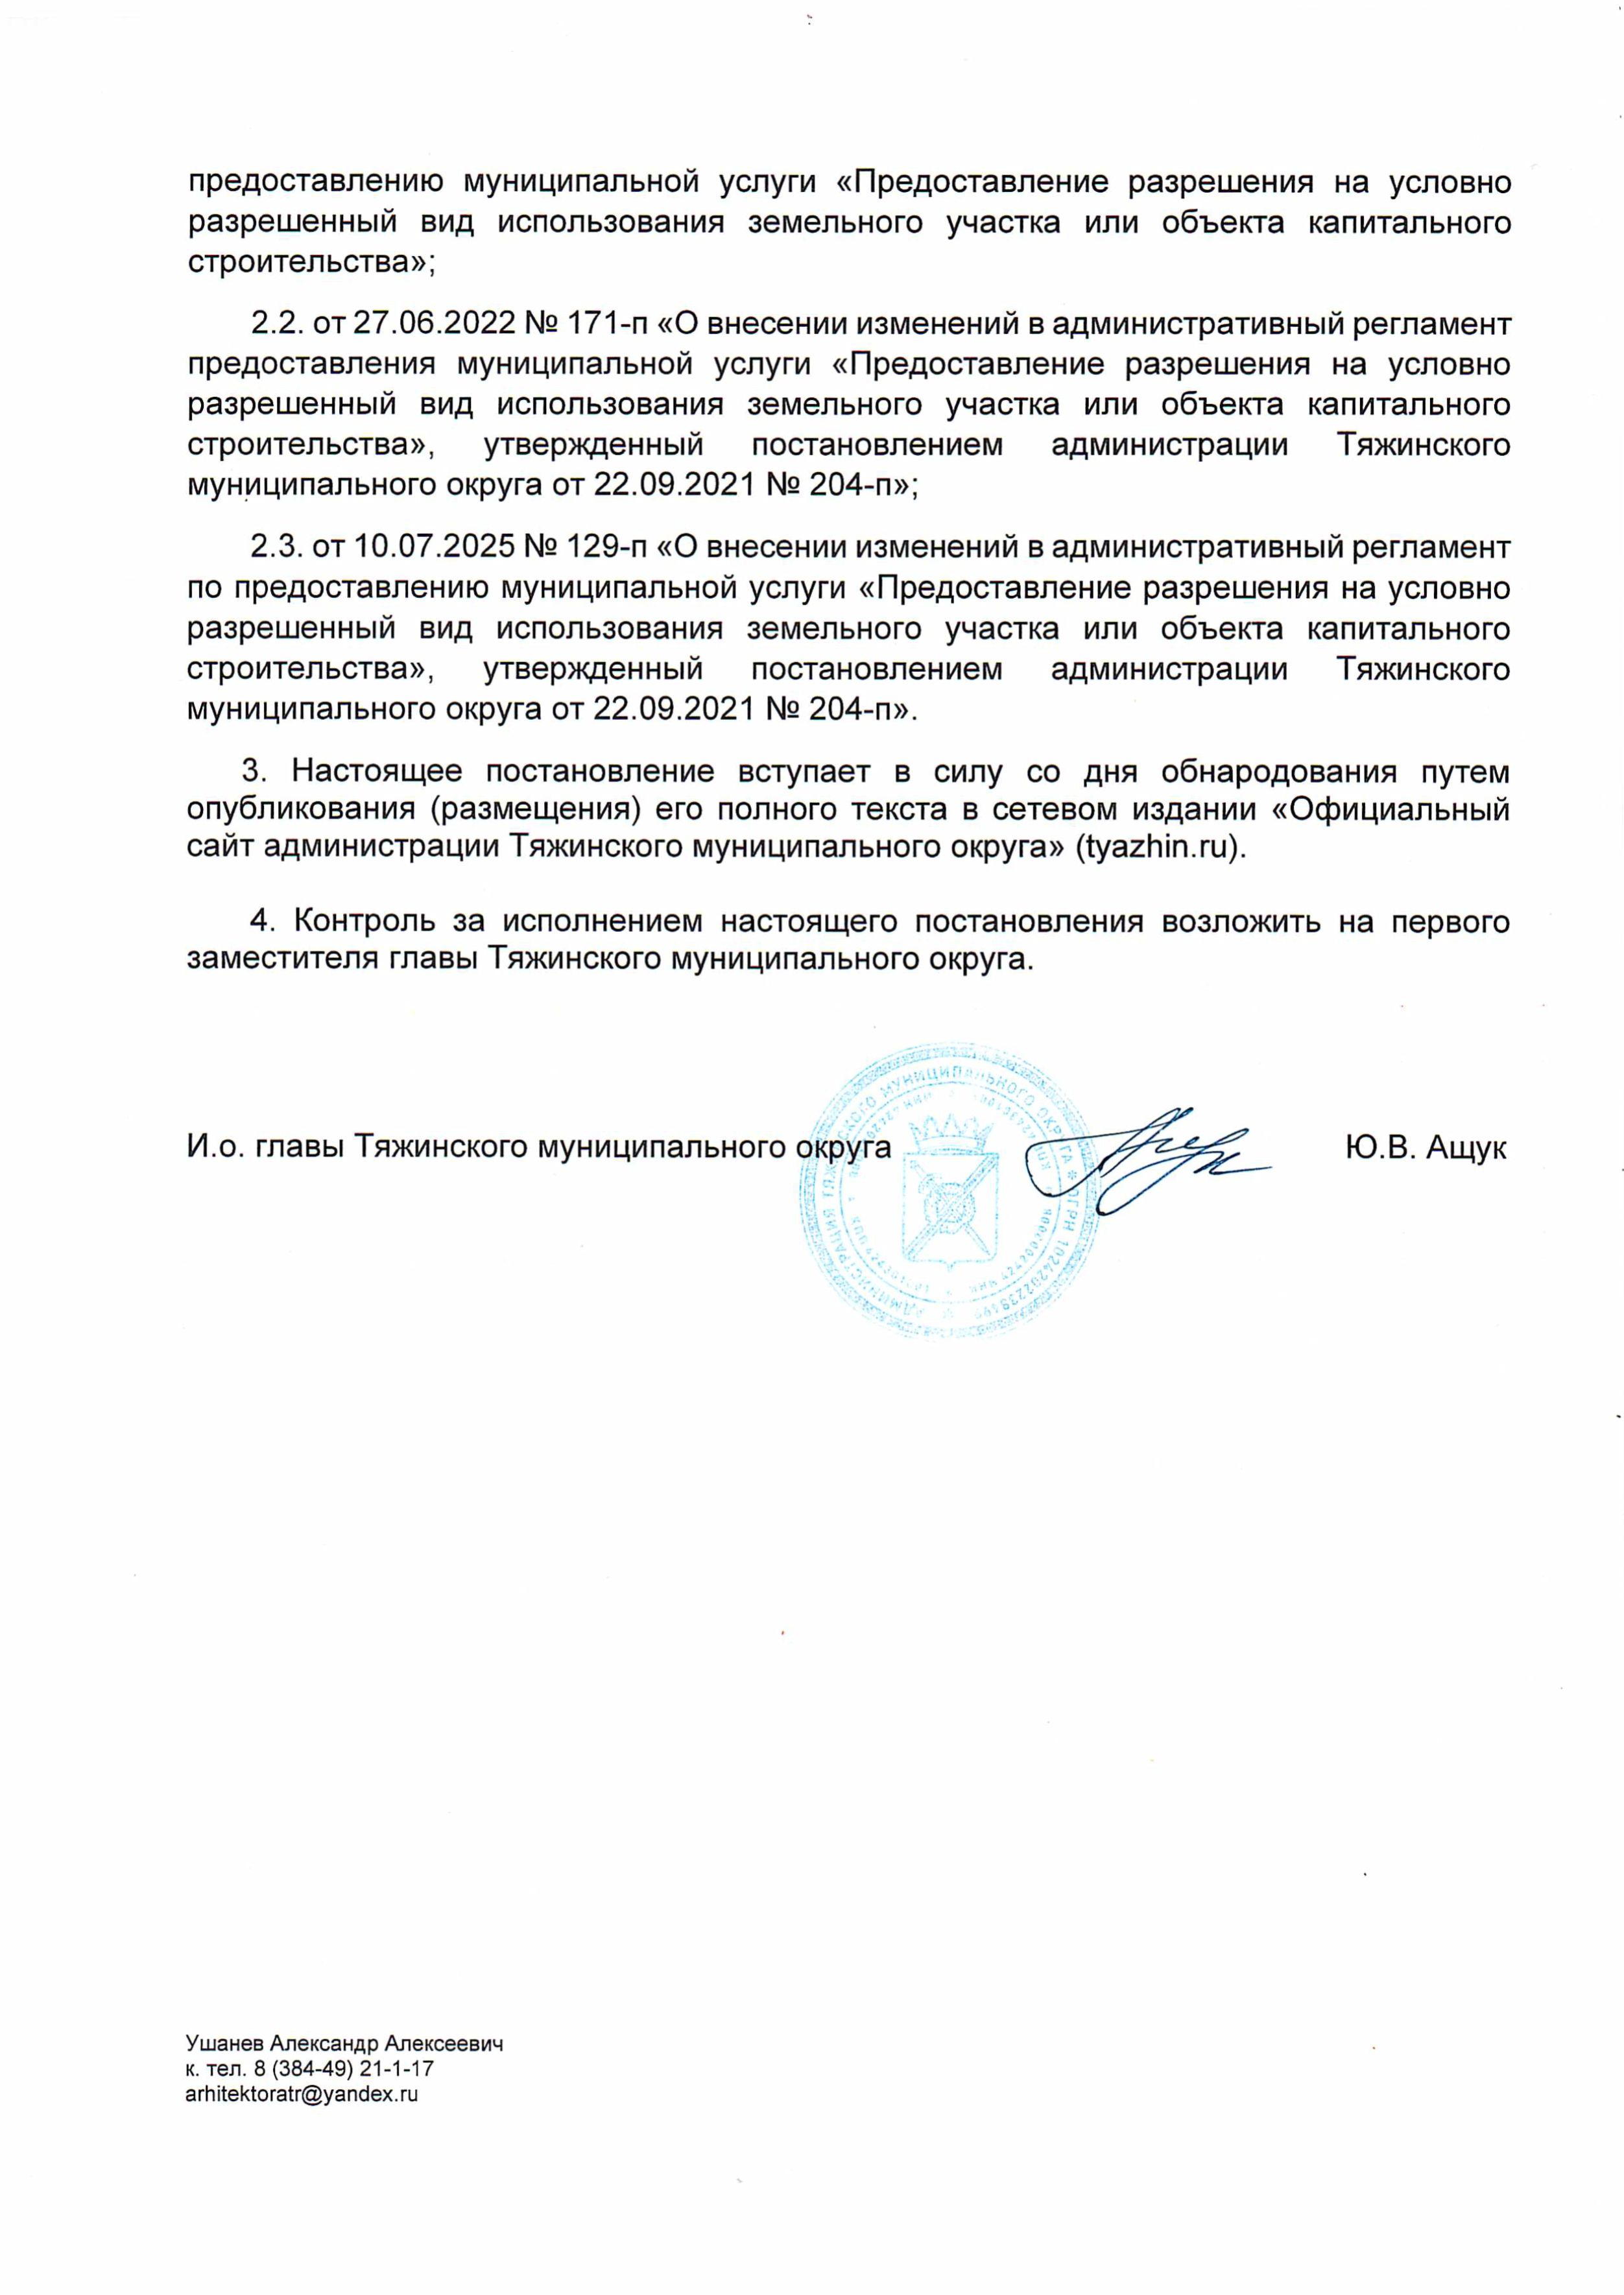 предоставлению муниципальной услуги «Предоставление разрешения на условно
разрешенный вид использования земельного участка или объекта капитального
строительства»;
2.2. от 27.06.2022 № 171-п «О внесении изменений в административный регламент
предоставления муниципальной услуги «Предоставление разрешения на условно
разрешенный вид использования земельного участка или объекта капитального
строительства», утвержденный постановлением администрации Тяжинского
муниципального округа от 22.09.2021 № 204-п»;
2.3. от 10.07.2025 № 129-п «О внесении изменений в административный регламент
по предоставлению муниципальной услуги «Предоставление разрешения на условно
разрешенный вид использования земельного участка или объекта капитального
строительства», утвержденный постановлением администрации Тяжинского
муниципального округа от 22.09.2021 № 204-п».
3. Настоящее постановление вступает в силу со дня обнародования путем
опубликования (размещения) его полного текста в сетевом издании «Официальный
сайт администрации Тяжинского муниципального округа» (tyazhin.ru).
4. Контроль за исполнением настоящего постановления возложить на первого
заместителя главы Тяжинского муниципального округа.
И.о. главы Тяжинского муниципального округа Ю.В. Ащук
АДМИНИСТРАЦИЯ ТЯЖИНСКОГО МУНИЦИПАЛЬНОГО ОКРУГА * ОГРН
Ушанев Александр Алексеевич
к. тел. 8 (384-49) 21-1-17
arhitektoratr@yandex.ru